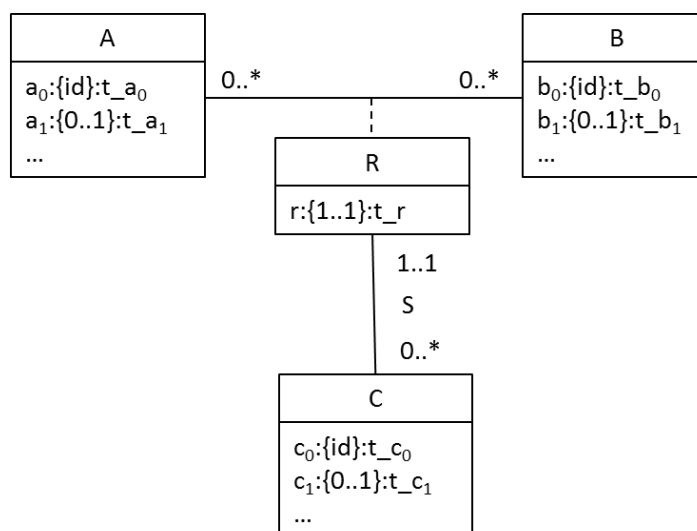 A
a₀:{id}:t_a₀
a₁:{0..1}:t_a₁
...
0..*
0..*
B
b₀:{id}:t_b₀
b₁:{0..1}:t_b₁
...
R
r:{1..1}:t_r
1..1
S
0..*
C
c₀:{id}:t_c₀
c₁:{0..1}:t_c₁
...